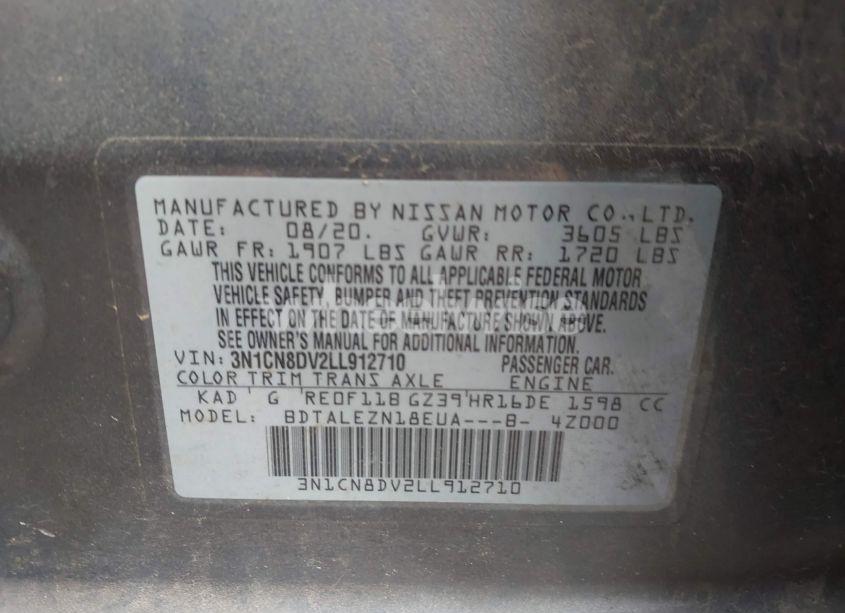 MANUFACTURED BY NISSAN MOTOR CO.,LTD.
DATE: 08/20. GVWR: 3605 LBS
GAWR FR: 1907 LBS GAWR RR: 1720 LBS
THIS VEHICLE CONFORMS TO ALL APPLICABLE FEDERAL MOTOR
VEHICLE SAFETY, BUMPER AND THEFT PREVENTION STANDARDS
IN EFFECT ON THE DATE OF MANUFACTURE SHOWN ABOVE.
SEE OWNER'S MANUAL FOR ADDITIONAL INFORMATION.
VIN: 3N1CN8DV2LL912710 PASSENGER CAR.
COLOR TRIM TRANS AXLE ENGINE
KAD G RE0F11B GZ39 HR16DE 1598 CC
MODEL: BDTALEZN18EUA---B- 4Z000
3N1CN8DV2LL912710